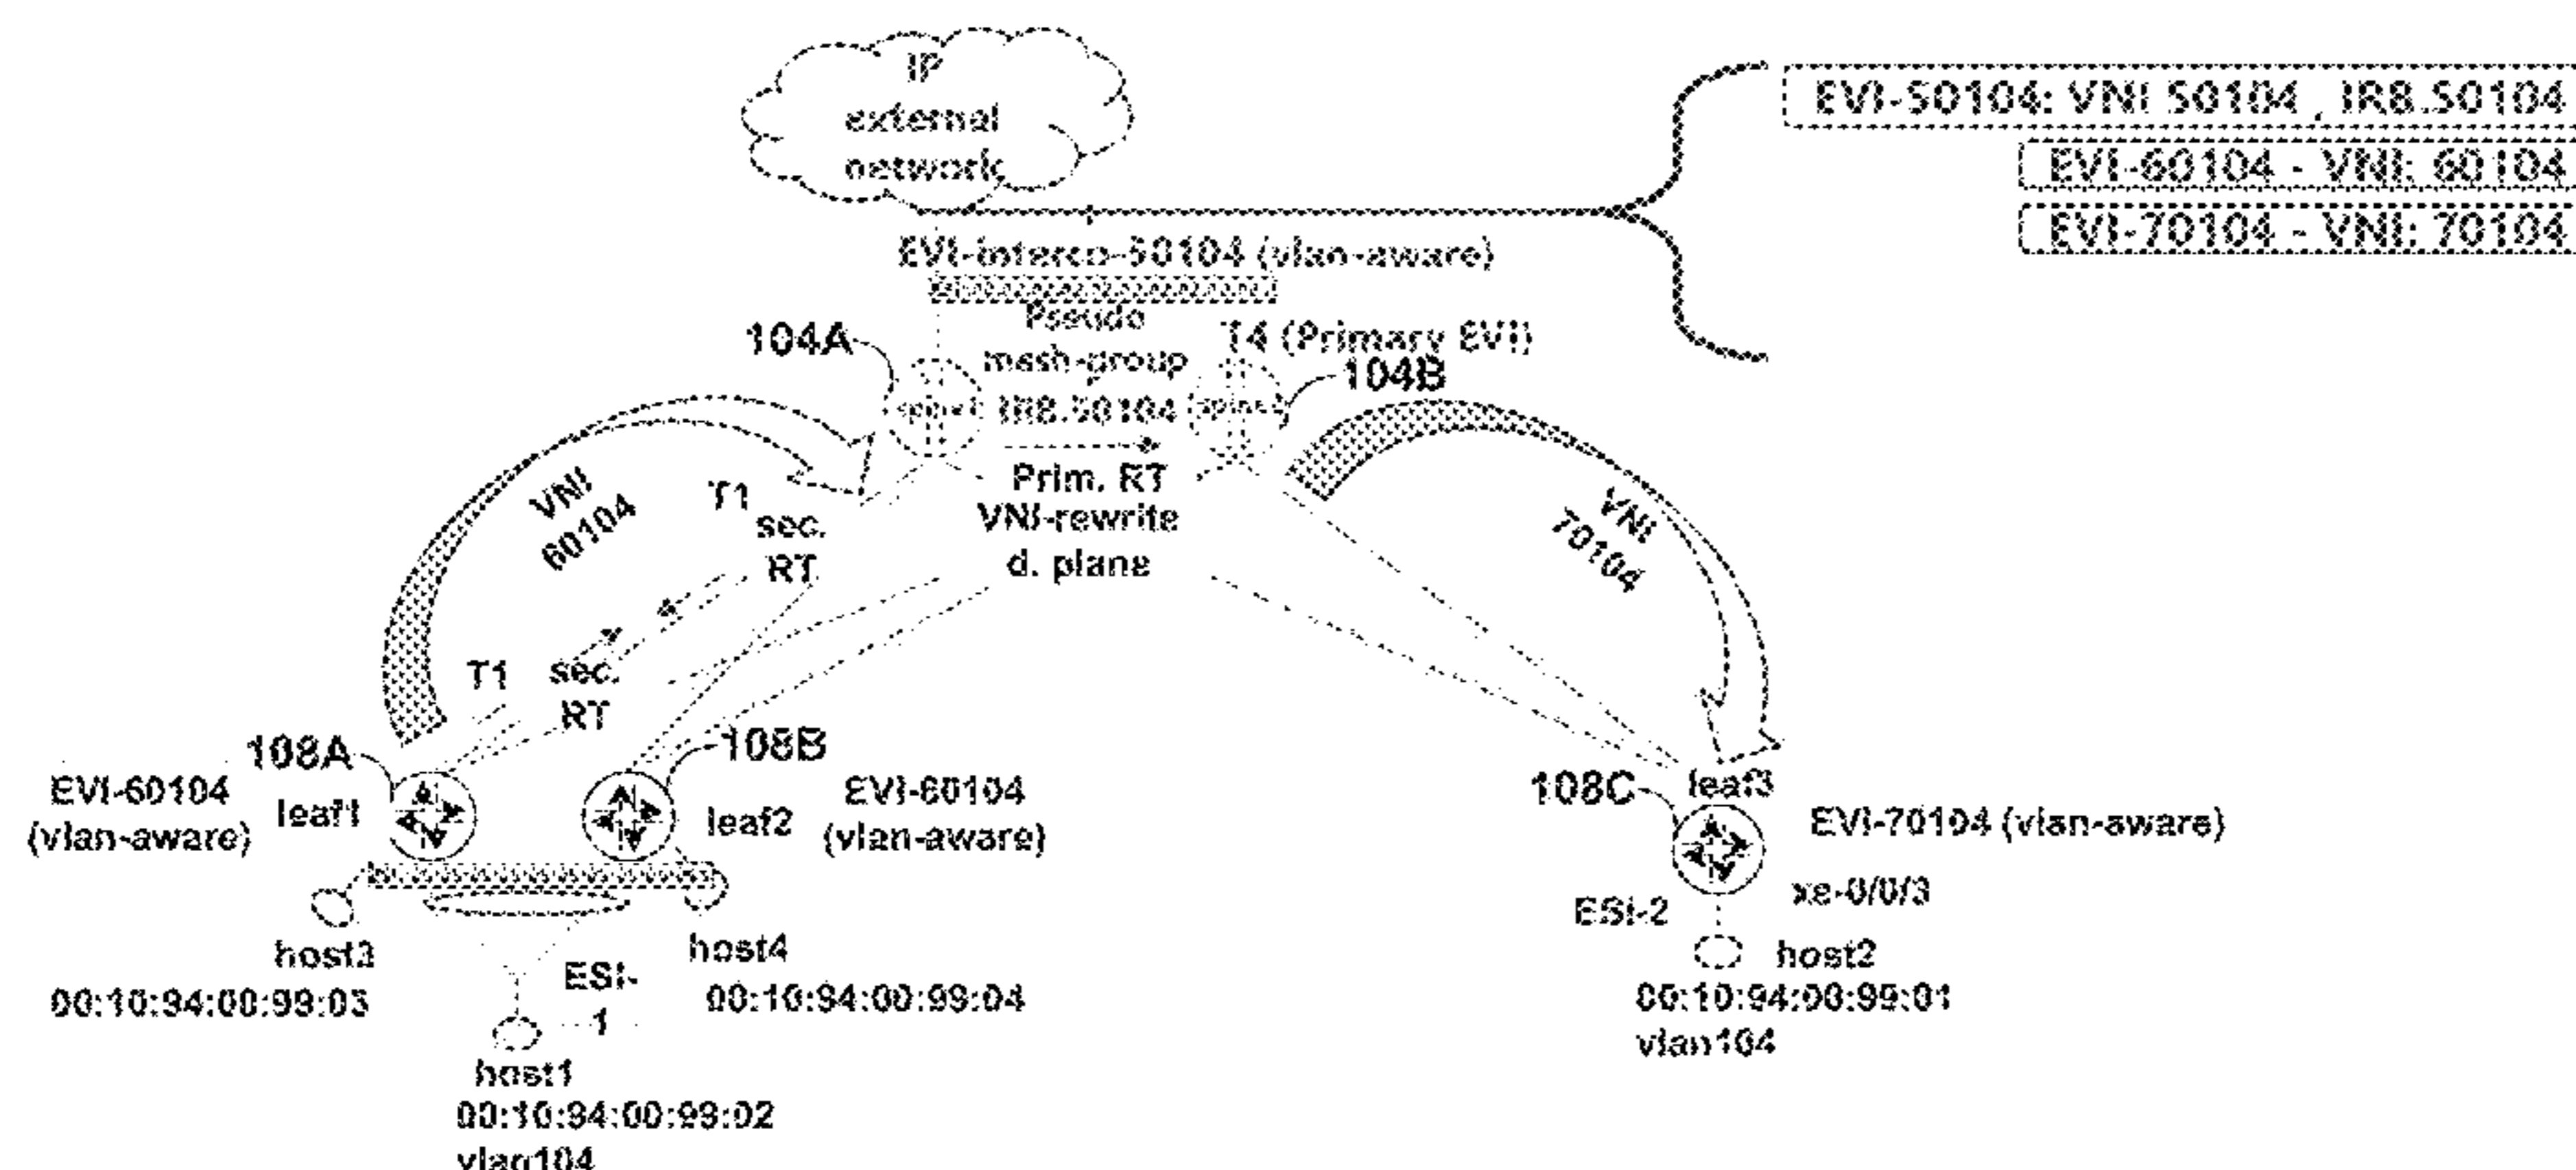 IP
external
network
EVI-50104: VNI 50104 , IRB.50104
EVI-60104 - VNI: 60104
EVI-70104 - VNI: 70104
EVI-interco-50104 (vlan-aware)
Pseudo
mesh-group
IRB.50104
T4 (Primary EVI)
104A
104B
Prim. RT
VNI-rewrite
d. plane
VNI
60104
T1
sec.
RT
VNI
70104
T1
sec.
RT
108A
EVI-60104
(vlan-aware)
leaf1
108B
leaf2
EVI-60104
(vlan-aware)
108C
leaf3
EVI-70104 (vlan-aware)
xe-0/0/3
ESI-2
host2
00:10:94:00:99:01
vlan104
host3
00:10:94:00:99:03
host4
00:10:94:00:99:04
ESI-
1
host1
00:10:94:00:99:02
vlan104